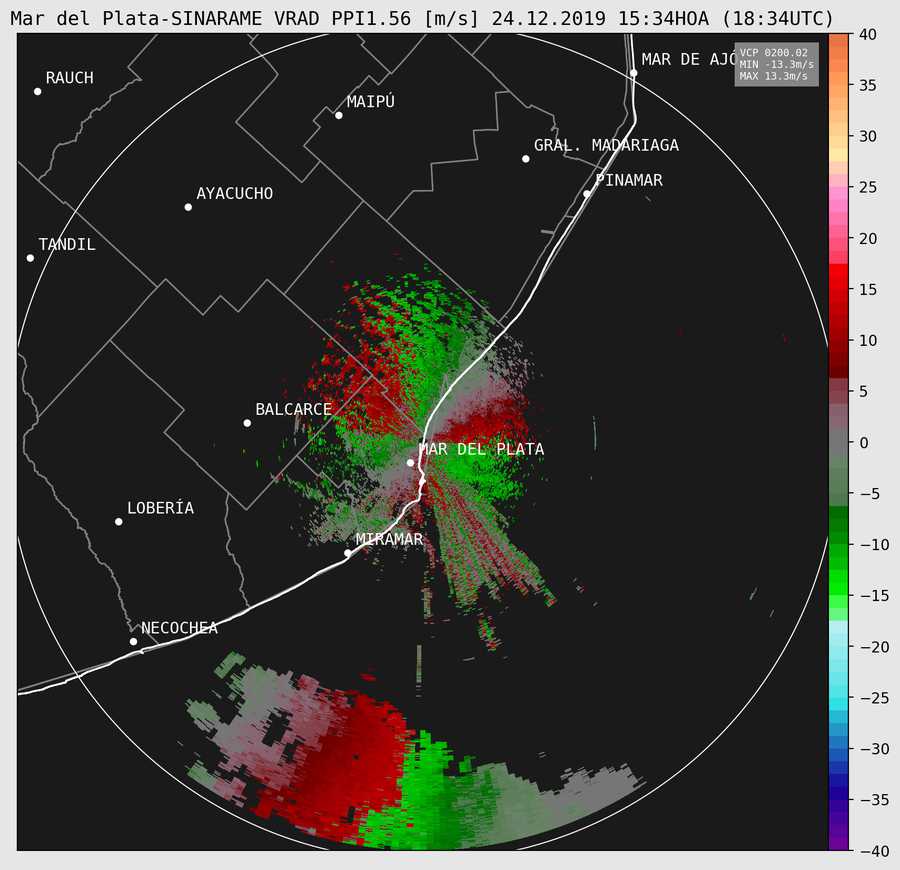 Mar del Plata-SINARAME VRAD PPI1.56 [m/s] 24.12.2019 15:34HOA (18:34UTC)
VCP 0200.02
MIN -13.3m/s
MAX 13.3m/s
MAR DE AJÓ
RAUCH
MAIPÚ
GRAL. MADARIAGA
PINAMAR
AYACUCHO
TANDIL
BALCARCE
MAR DEL PLATA
LOBERÍA
MIRAMAR
NECOCHEA
40
35
30
25
20
15
10
5
0
−5
−10
−15
−20
−25
−30
−35
−40